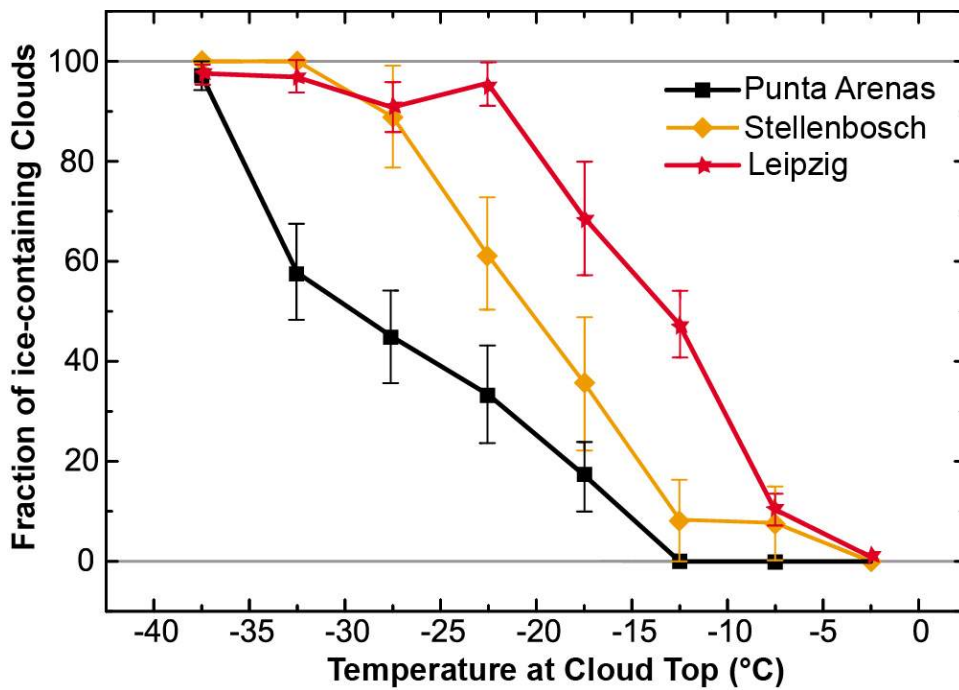 Fraction of ice-containing Clouds
100
80
60
40
20
0
Punta Arenas
Stellenbosch
Leipzig
-40 -35 -30 -25 -20 -15 -10 -5 0
Temperature at Cloud Top (°C)